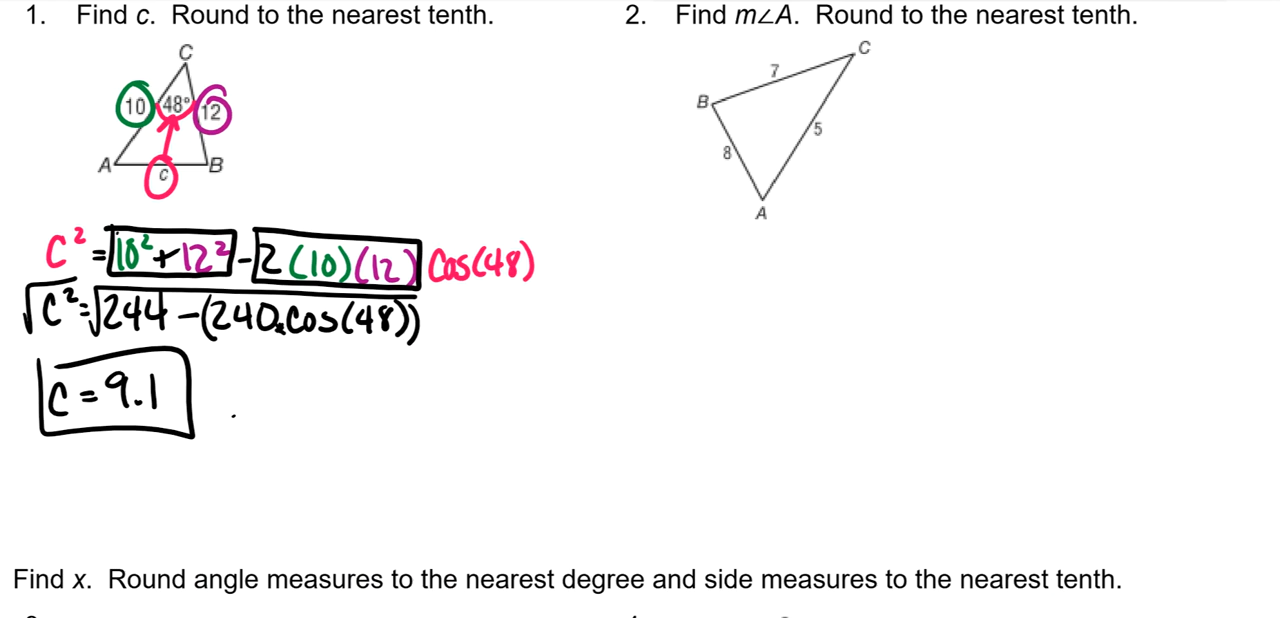 1. Find c. Round to the nearest tenth.
2. Find m∠A. Round to the nearest tenth.
C
10 48° 12
A c B
C
7
B
5
8
A
C² = 10² + 12² - 2 (10)(12) Cos(48)
√C² = √244 - (240·Cos(48))
C = 9.1
Find x. Round angle measures to the nearest degree and side measures to the nearest tenth.